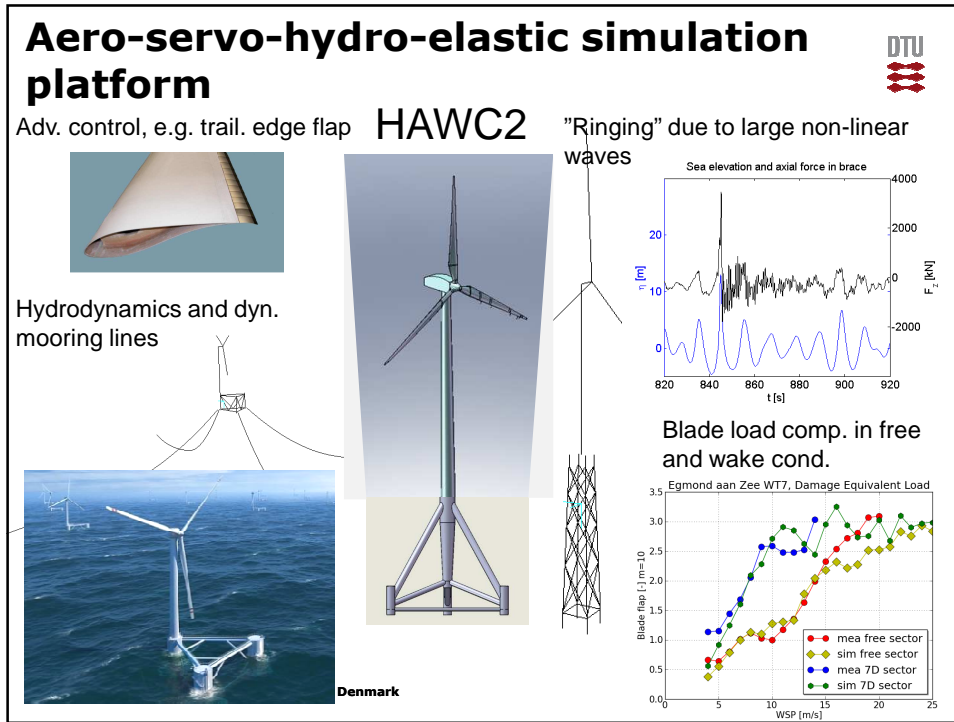 Aero-servo-hydro-elastic simulation
platform
DTU
Adv. control, e.g. trail. edge flap
HAWC2
”Ringing” due to large non-linear
waves
Sea elevation and axial force in brace
4000
2000
0
-2000
F_z [kN]
20
10
0
η [m]
820 840 860 880 900 920
t [s]
Hydrodynamics and dyn.
mooring lines
Blade load comp. in free
and wake cond.
Egmond aan Zee WT7, Damage Equivalent Load
3.5
3.0
2.5
2.0
1.5
1.0
0.5
0.0
Blade flap [-] m=10
mea free sector
sim free sector
mea 7D sector
sim 7D sector
0 5 10 15 20 25
WSP [m/s]
Denmark